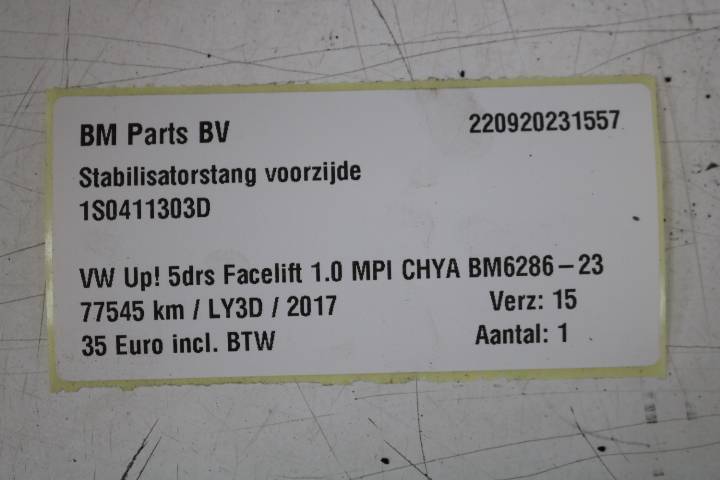 BM Parts BV 220920231557
Stabilisatorstang voorzijde
1S0411303D
VW Up! 5drs Facelift 1.0 MPI CHYA BM6286-23
77545 km / LY3D / 2017 Verz: 15
35 Euro incl. BTW Aantal: 1